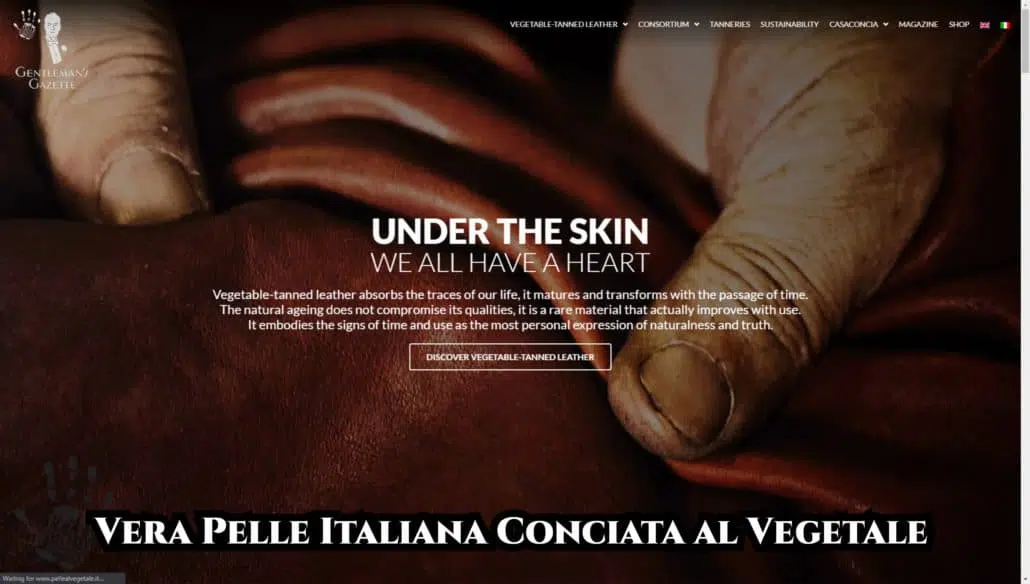 VEGETABLE-TANNED LEATHER CONSORTIUM TANNERIES SUSTAINABILITY CASACONCIA MAGAZINE SHOP
GENTLEMAN'S
GAZETTE
UNDER THE SKIN
WE ALL HAVE A HEART
Vegetable-tanned leather absorbs the traces of our life, it matures and transforms with the passage of time.
The natural ageing does not compromise its qualities, it is a rare material that actually improves with use.
It embodies the signs of time and use as the most personal expression of naturalness and truth.
DISCOVER VEGETABLE-TANNED LEATHER
VERA PELLE ITALIANA CONCIATA AL VEGETALE
Waiting for www.pellealvegetale.it...